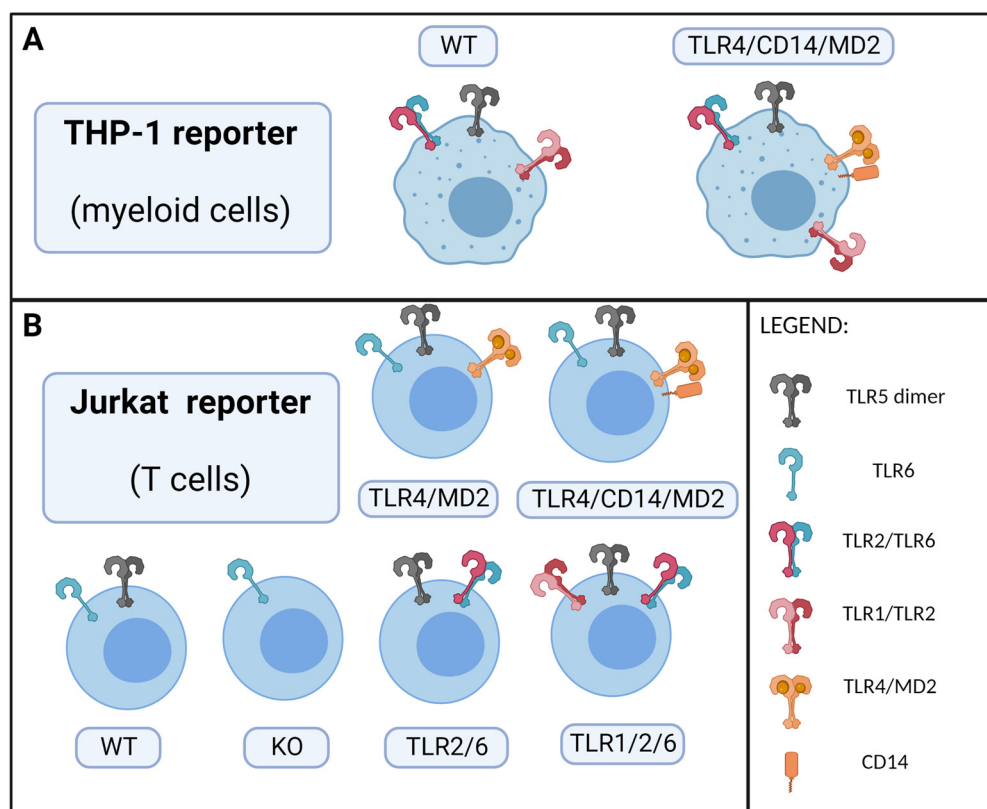 A
WT
TLR4/CD14/MD2
THP-1 reporter
(myeloid cells)
B
Jurkat reporter
(T cells)
TLR4/MD2
TLR4/CD14/MD2
WT
KO
TLR2/6
TLR1/2/6
LEGEND:
TLR5 dimer
TLR6
TLR2/TLR6
TLR1/TLR2
TLR4/MD2
CD14